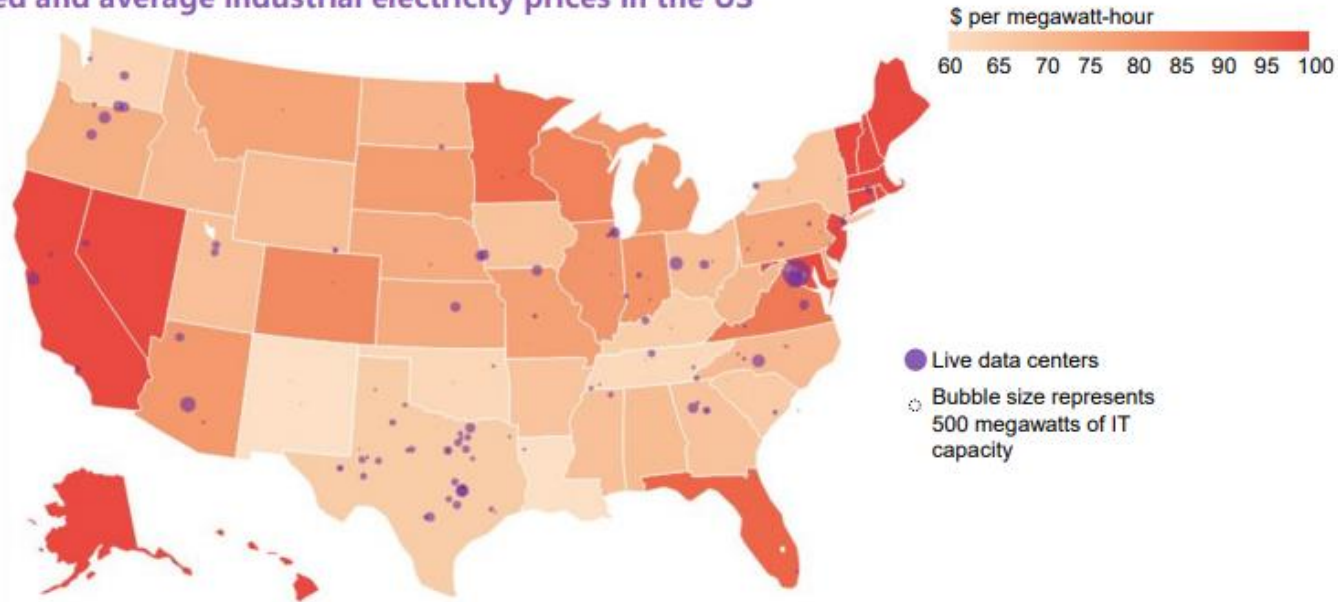 ed and average industrial electricity prices in the US
$ per megawatt-hour
60 65 70 75 80 85 90 95 100
Live data centers
Bubble size represents
500 megawatts of IT
capacity